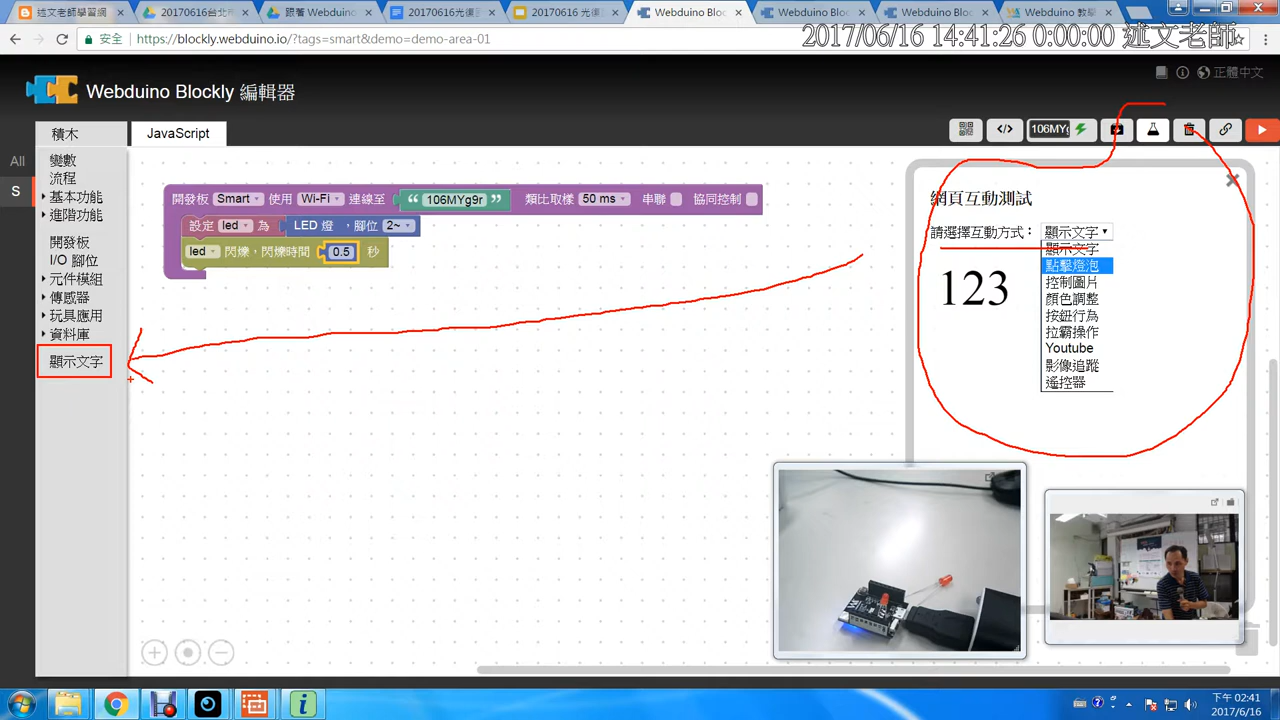 述文老師學習網
20170616台北市
跟著 Webduino
20170616光復
20170616 光復
Webduino Bloc
Webduino Bloc
Webduino Bloc
Webduino 教學
安全
https://blockly.webduino.io/?tags=smart&demo=demo-area-01
2017/06/16 14:41:26 0:00:00 述文老師
Webduino Blockly 編輯器
正體中文
積木
JavaScript
106MYg
All
S
變數
流程
基本功能
進階功能
開發板
I/O 腳位
元件模組
傳感器
玩具應用
資料庫
顯示文字
開發板 Smart 使用 Wi-Fi 連線至 “ 106MYg9r ” 類比取樣 50 ms 串聯 協同控制
設定 led 為 LED 燈 ，腳位 2~
led 閃爍，閃爍時間 0.5 秒
網頁互動測試
請選擇互動方式： 顯示文字
顯示文字
點擊燈泡
控制圖片
顏色調整
按鈕行為
拉霸操作
Youtube
影像追蹤
遙控器
123
下午 02:41
2017/6/16